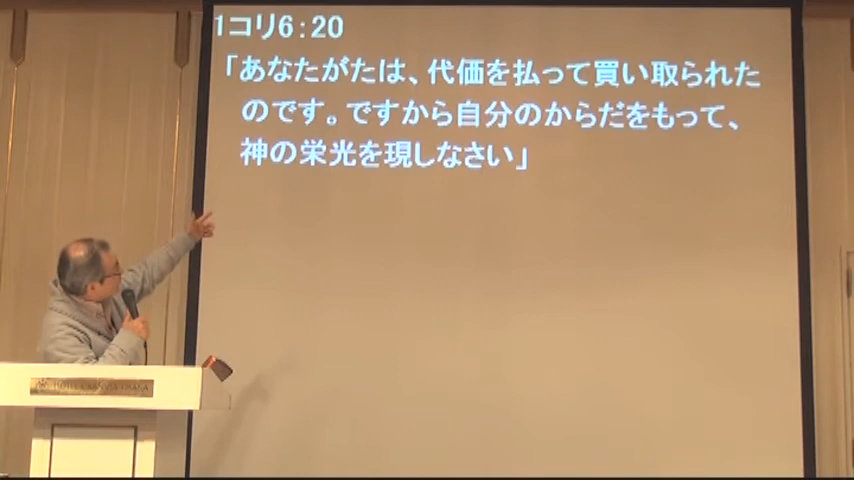 1コリ6：20
「あなたがたは、代価を払って買い取られた
のです。ですから自分のからだをもって、
神の栄光を現しなさい」